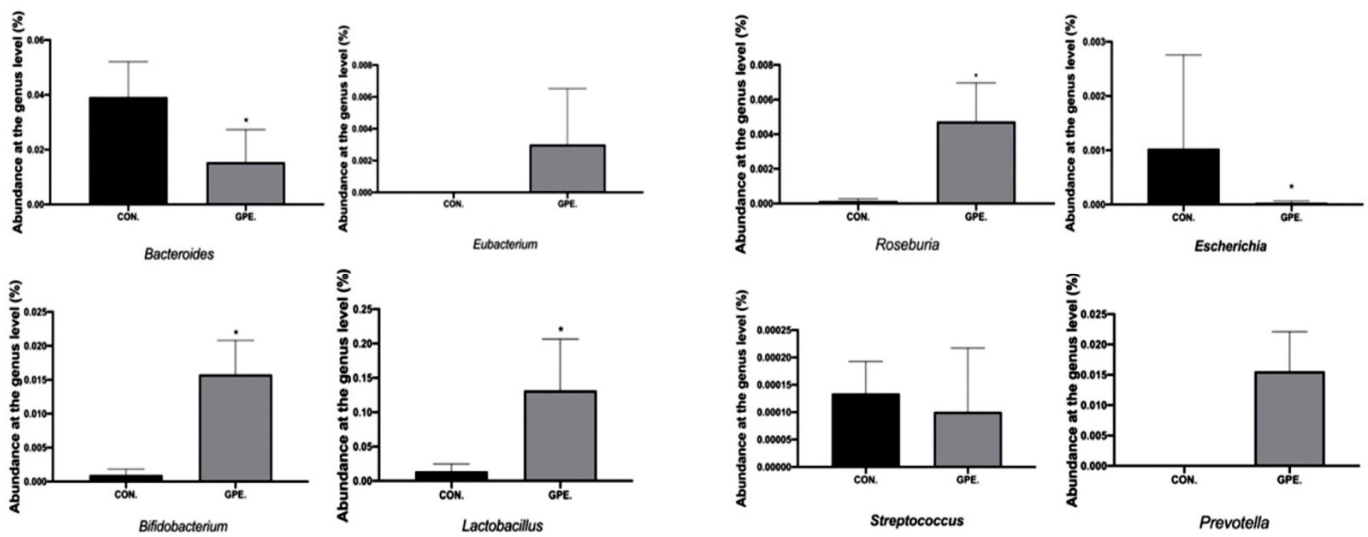 Abundance at the genus level (%)
0.06
0.04
0.02
0.00
*
CON.
GPE.
Bacteroides
Abundance at the genus level (%)
0.008
0.006
0.004
0.002
0.000
CON.
GPE.
Eubacterium
Abundance at the genus level (%)
0.008
0.006
0.004
0.002
0.000
*
CON.
GPE.
Roseburia
Abundance at the genus level (%)
0.003
0.002
0.001
0.000
*
CON.
GPE.
Escherichia
Abundance at the genus level (%)
0.025
0.020
0.015
0.010
0.005
0.000
*
CON.
GPE.
Bifidobacterium
Abundance at the genus level (%)
0.25
0.20
0.15
0.10
0.05
0.00
*
CON.
GPE.
Lactobacillus
Abundance at the genus level (%)
0.00025
0.00020
0.00015
0.00010
0.00005
0.00000
CON.
GPE.
Streptococcus
Abundance at the genus level (%)
0.025
0.020
0.015
0.010
0.005
0.000
CON.
GPE.
Prevotella